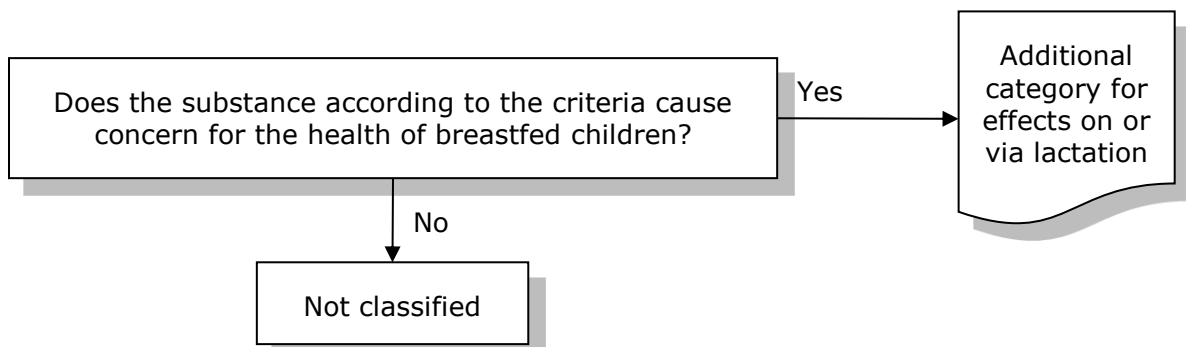 Does the substance according to the criteria cause
concern for the health of breastfed children?
Yes
Additional
category for
effects on or
via lactation
No
Not classified